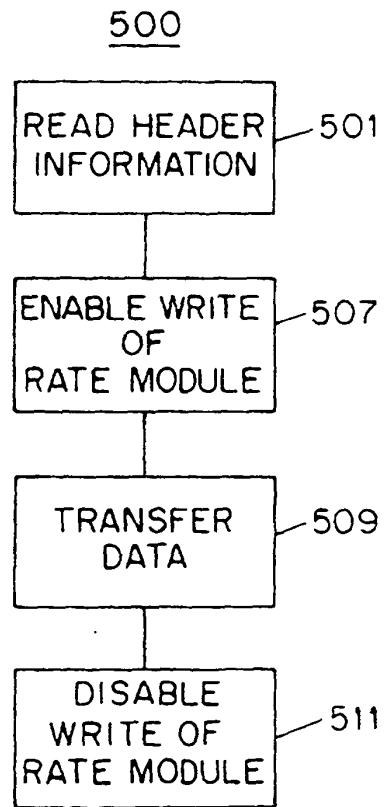 500
READ HEADER
INFORMATION
501
ENABLE WRITE
OF
RATE MODULE
507
TRANSFER
DATA
509
DISABLE
WRITE OF
RATE MODULE
511